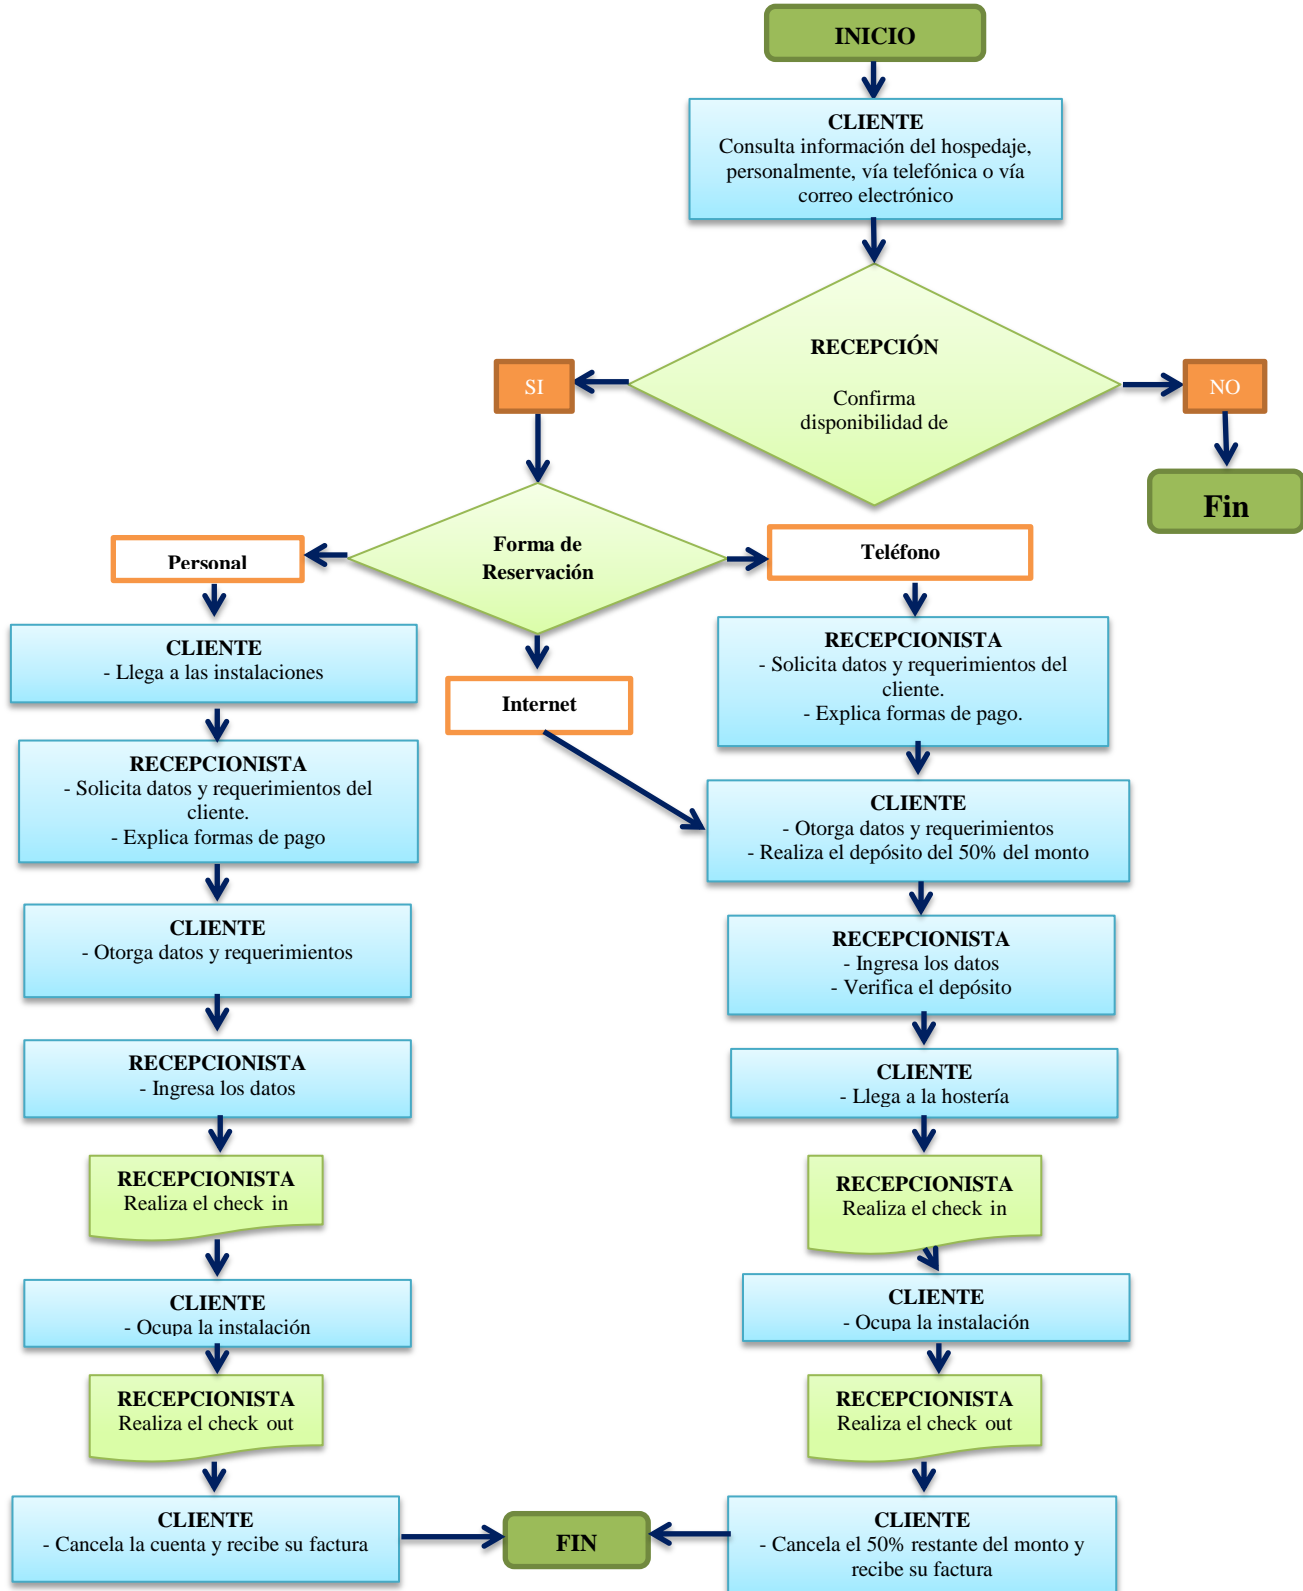 INICIO
CLIENTE
Consulta información del hospedaje,
personalmente, vía telefónica o vía
correo electrónico
RECEPCIÓN
Confirma
disponibilidad de
SI
NO
Fin
Forma de
Reservación
Personal
Teléfono
Internet
CLIENTE
- Llega a las instalaciones
RECEPCIONISTA
- Solicita datos y requerimientos del
cliente.
- Explica formas de pago
CLIENTE
- Otorga datos y requerimientos
RECEPCIONISTA
- Ingresa los datos
RECEPCIONISTA
Realiza el check in
CLIENTE
- Ocupa la instalación
RECEPCIONISTA
Realiza el check out
CLIENTE
- Cancela la cuenta y recibe su factura
RECEPCIONISTA
- Solicita datos y requerimientos del
cliente.
- Explica formas de pago.
CLIENTE
- Otorga datos y requerimientos
- Realiza el depósito del 50% del monto
RECEPCIONISTA
- Ingresa los datos
- Verifica el depósito
CLIENTE
- Llega a la hostería
RECEPCIONISTA
Realiza el check in
CLIENTE
- Ocupa la instalación
RECEPCIONISTA
Realiza el check out
CLIENTE
- Cancela el 50% restante del monto y
recibe su factura
FIN